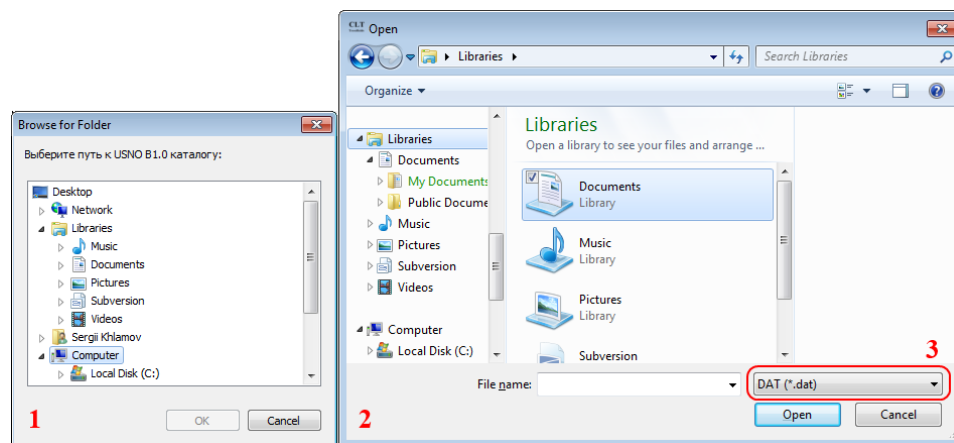 Browse for Folder
Выберите путь к USNO B1.0 каталогу:
Desktop
Network
Libraries
Music
Documents
Pictures
Subversion
Videos
Sergii Khlamov
Computer
Local Disk (C:)
1
OK
Cancel
CLT
Open
Libraries
Search Libraries
Organize
Libraries
Documents
My Documents
Public Docume
Music
Pictures
Subversion
Videos
Computer
Local Disk (C:)
Libraries
Open a library to see your files and arrange ...
Documents
Library
Music
Library
Pictures
Library
Subversion
3
File name:
DAT (*.dat)
2
Open
Cancel